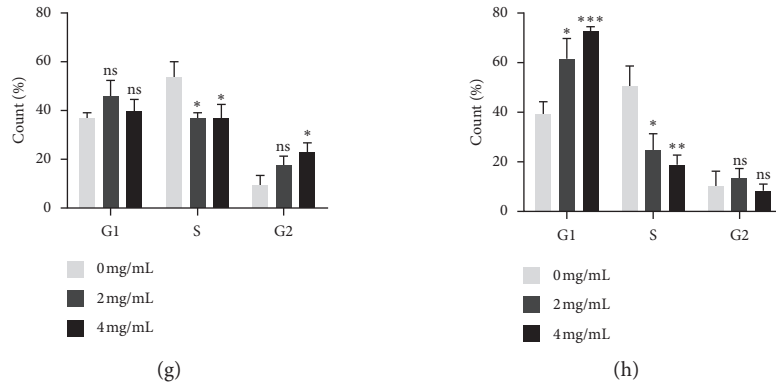 80
60
40
20
0
Count (%)
ns
ns
*
*
ns
*
G1
S
G2
0 mg/mL
2 mg/mL
4 mg/mL
(g)
80
60
40
20
0
Count (%)
*
***
*
**
ns
ns
G1
S
G2
0 mg/mL
2 mg/mL
4 mg/mL
(h)